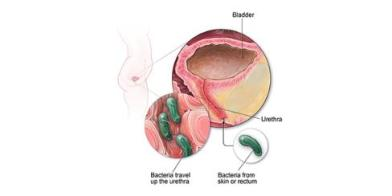 Bladder
Urethra
Bacteria travel
up the urethra
Bacteria from
skin or rectum